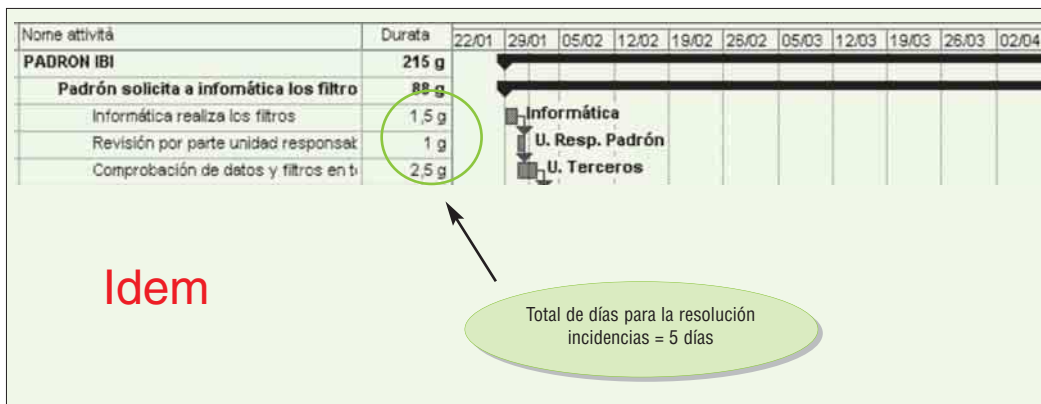 Nome attività Durata 22/01 29/01 05/02 12/02 19/02 26/02 05/03 12/03 19/03 26/03 02/04
PADRON IBI 215 g
Padrón solicita a infomática los filtro 88 g
Informática realiza los filtros 1,5 g Informática
Revisión por parte unidad responsat 1 g U. Resp. Padrón
Comprobación de datos y filtros en t 2,5 g U. Terceros
Idem
Total de días para la resolución
incidencias = 5 días